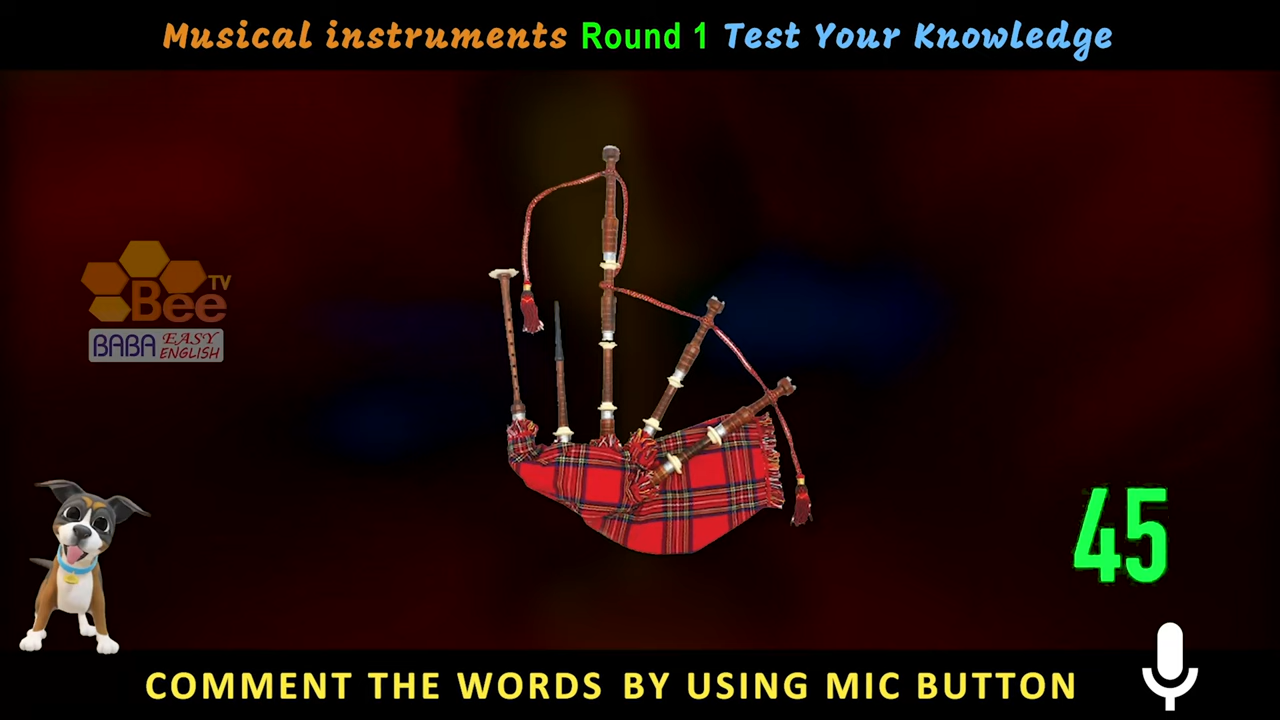 Musical instruments Round 1 Test Your Knowledge
TV
Bee
BABA EASY ENGLISH
45
COMMENT THE WORDS BY USING MIC BUTTON